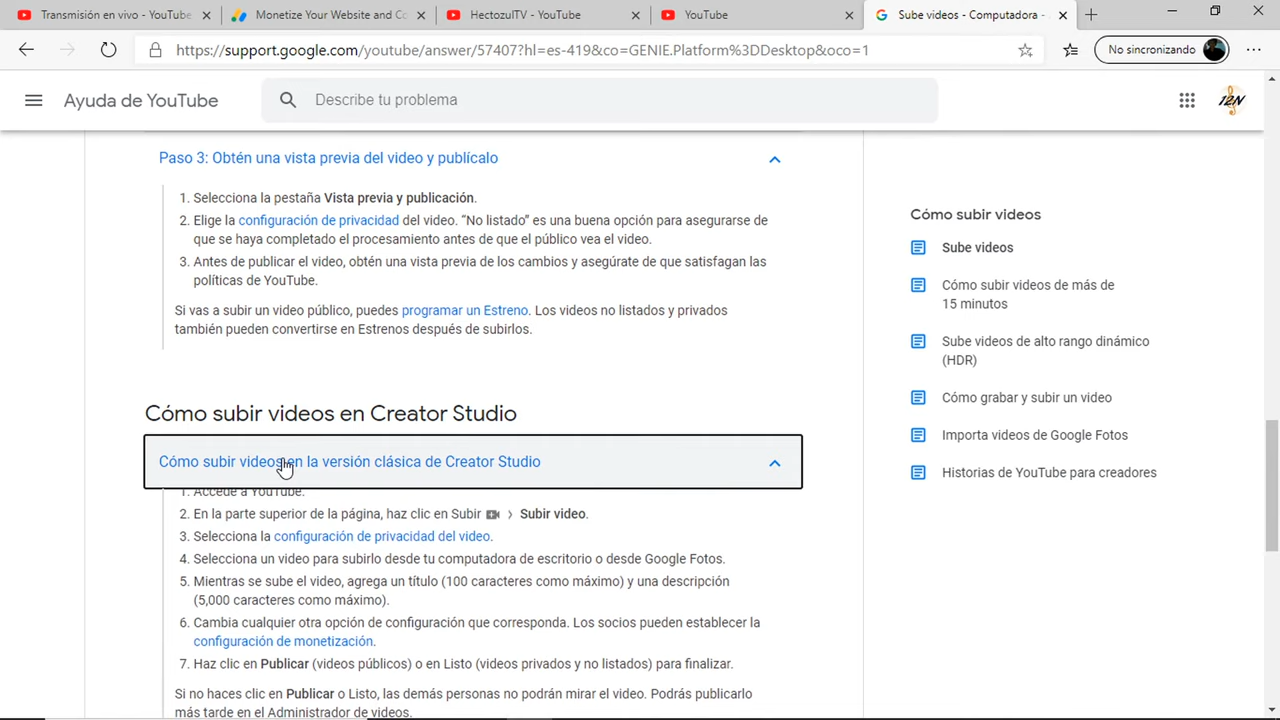 Transmisión en vivo - YouTube
Monetize Your Website and Co
HectozulTV - YouTube
YouTube
Sube videos - Computadora -
https://support.google.com/youtube/answer/57407?hl=es-419&co=GENIE.Platform%3DDesktop&oco=1
No sincronizando
Ayuda de YouTube
Describe tu problema
12N
Paso 3: Obtén una vista previa del video y publícalo
1. Selecciona la pestaña Vista previa y publicación.
2. Elige la configuración de privacidad del video. “No listado” es una buena opción para asegurarse de
que se haya completado el procesamiento antes de que el público vea el video.
3. Antes de publicar el video, obtén una vista previa de los cambios y asegúrate de que satisfagan las
políticas de YouTube.
Si vas a subir un video público, puedes programar un Estreno. Los videos no listados y privados
también pueden convertirse en Estrenos después de subirlos.
Cómo subir videos en Creator Studio
Cómo subir videos en la versión clásica de Creator Studio
1. Accede a YouTube.
2. En la parte superior de la página, haz clic en Subir > Subir video.
3. Selecciona la configuración de privacidad del video.
4. Selecciona un video para subirlo desde tu computadora de escritorio o desde Google Fotos.
5. Mientras se sube el video, agrega un título (100 caracteres como máximo) y una descripción
(5,000 caracteres como máximo).
6. Cambia cualquier otra opción de configuración que corresponda. Los socios pueden establecer la
configuración de monetización.
7. Haz clic en Publicar (videos públicos) o en Listo (videos privados y no listados) para finalizar.
Si no haces clic en Publicar o Listo, las demás personas no podrán mirar el video. Podrás publicarlo
más tarde en el Administrador de videos.
Cómo subir videos
Sube videos
Cómo subir videos de más de
15 minutos
Sube videos de alto rango dinámico
(HDR)
Cómo grabar y subir un video
Importa videos de Google Fotos
Historias de YouTube para creadores